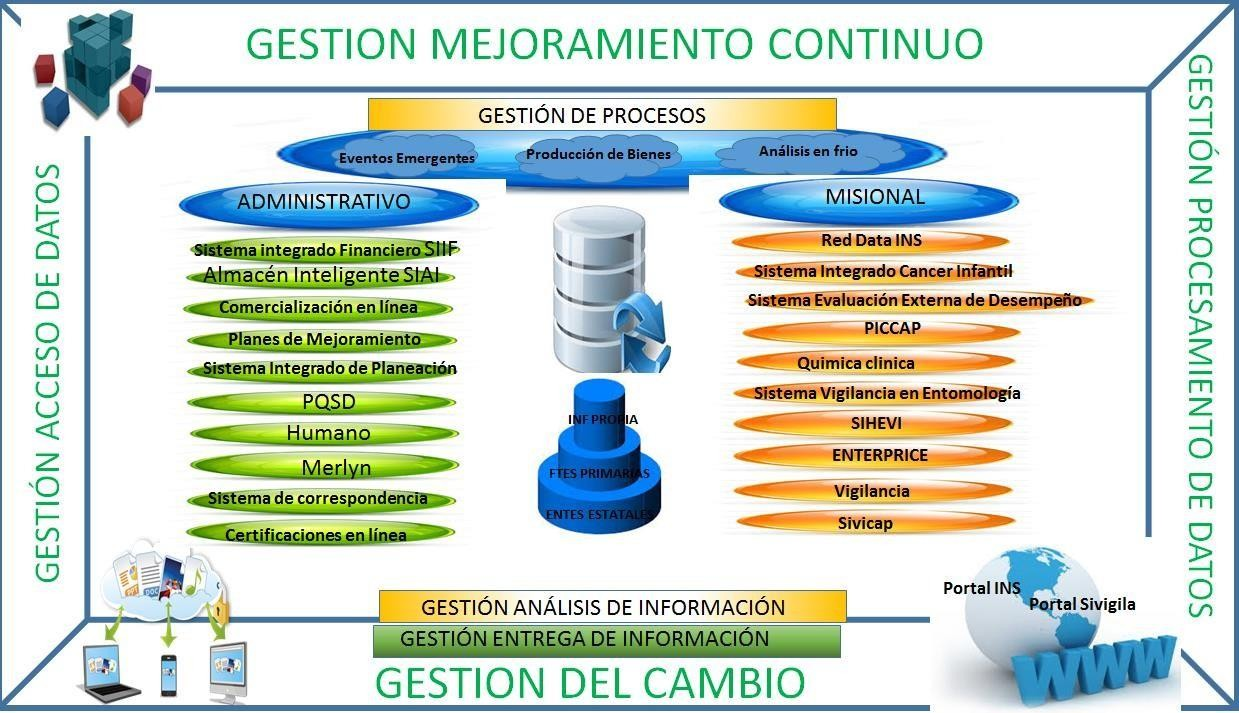 GESTION MEJORAMIENTO CONTINUO
GESTIÓN ACCESO DE DATOS
GESTIÓN PROCESAMIENTO DE DATOS
GESTIÓN DE PROCESOS
Eventos Emergentes
Producción de Bienes
Análisis en frio
ADMINISTRATIVO
Sistema integrado Financiero SIIF
Almacén Inteligente SIAI
Comercialización en línea
Planes de Mejoramiento
Sistema Integrado de Planeación
PQSD
Humano
Merlyn
Sistema de correspondencia
Certificaciones en línea
INF PROPIA
FTES PRIMARIAS
ENTES ESTATALES
MISIONAL
Red Data INS
Sistema Integrado Cancer Infantil
Sistema Evaluación Externa de Desempeño
PICCAP
Quimica clinica
Sistema Vigilancia en Entomología
SIHEVI
ENTERPRICE
Vigilancia
Sivicap
PPT
DOC
Portal INS
Portal Sivigila
WWW
GESTIÓN ANÁLISIS DE INFORMACIÓN
GESTIÓN ENTREGA DE INFORMACIÓN
GESTION DEL CAMBIO